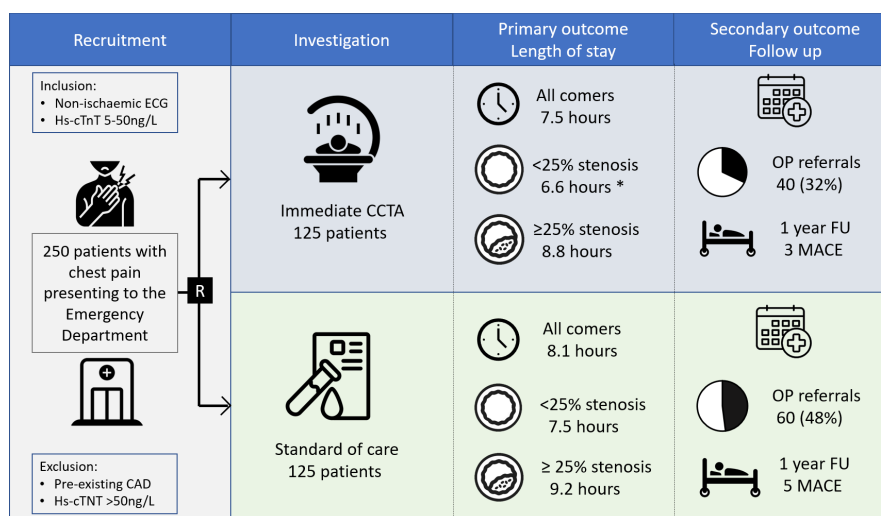 Recruitment
Investigation
Primary outcome
Length of stay
Secondary outcome
Follow up
Inclusion:
• Non-ischaemic ECG
• Hs-cTnT 5-50ng/L
250 patients with
chest pain
presenting to the
Emergency
Department
R
Exclusion:
• Pre-existing CAD
• Hs-cTNT >50ng/L
Immediate CCTA
125 patients
All comers
7.5 hours
<25% stenosis
6.6 hours *
≥25% stenosis
8.8 hours
OP referrals
40 (32%)
1 year FU
3 MACE
Standard of care
125 patients
All comers
8.1 hours
<25% stenosis
7.5 hours
≥ 25% stenosis
9.2 hours
OP referrals
60 (48%)
1 year FU
5 MACE